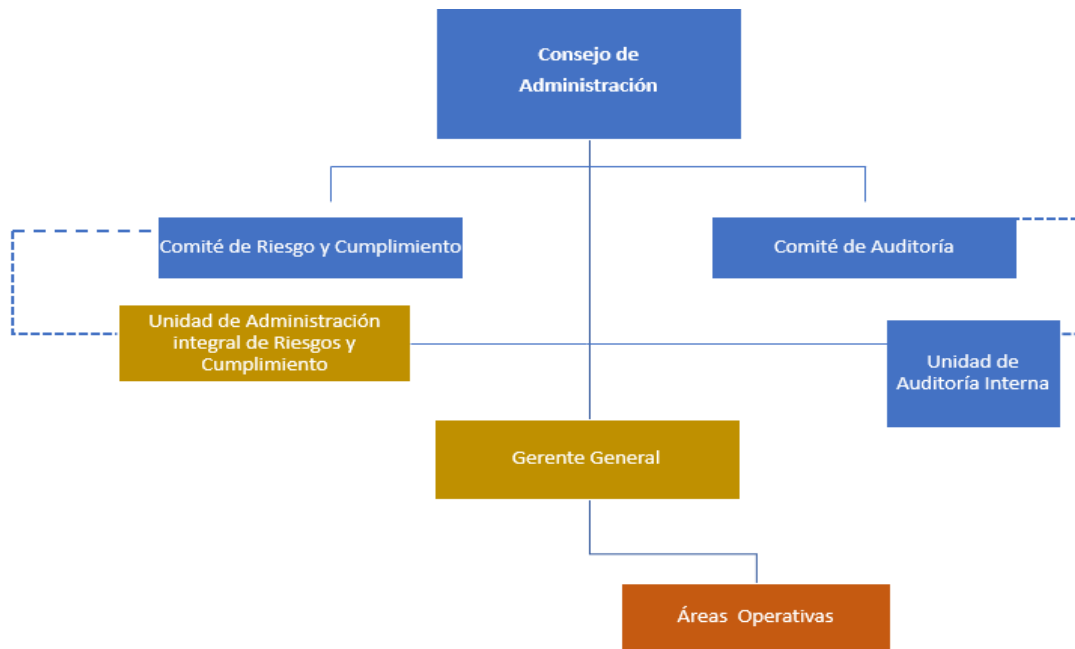 Consejo de
Administración
Comité de Riesgo y Cumplimiento
Comité de Auditoría
Unidad de Administración
integral de Riesgos y
Cumplimiento
Unidad de
Auditoría Interna
Gerente General
Áreas Operativas